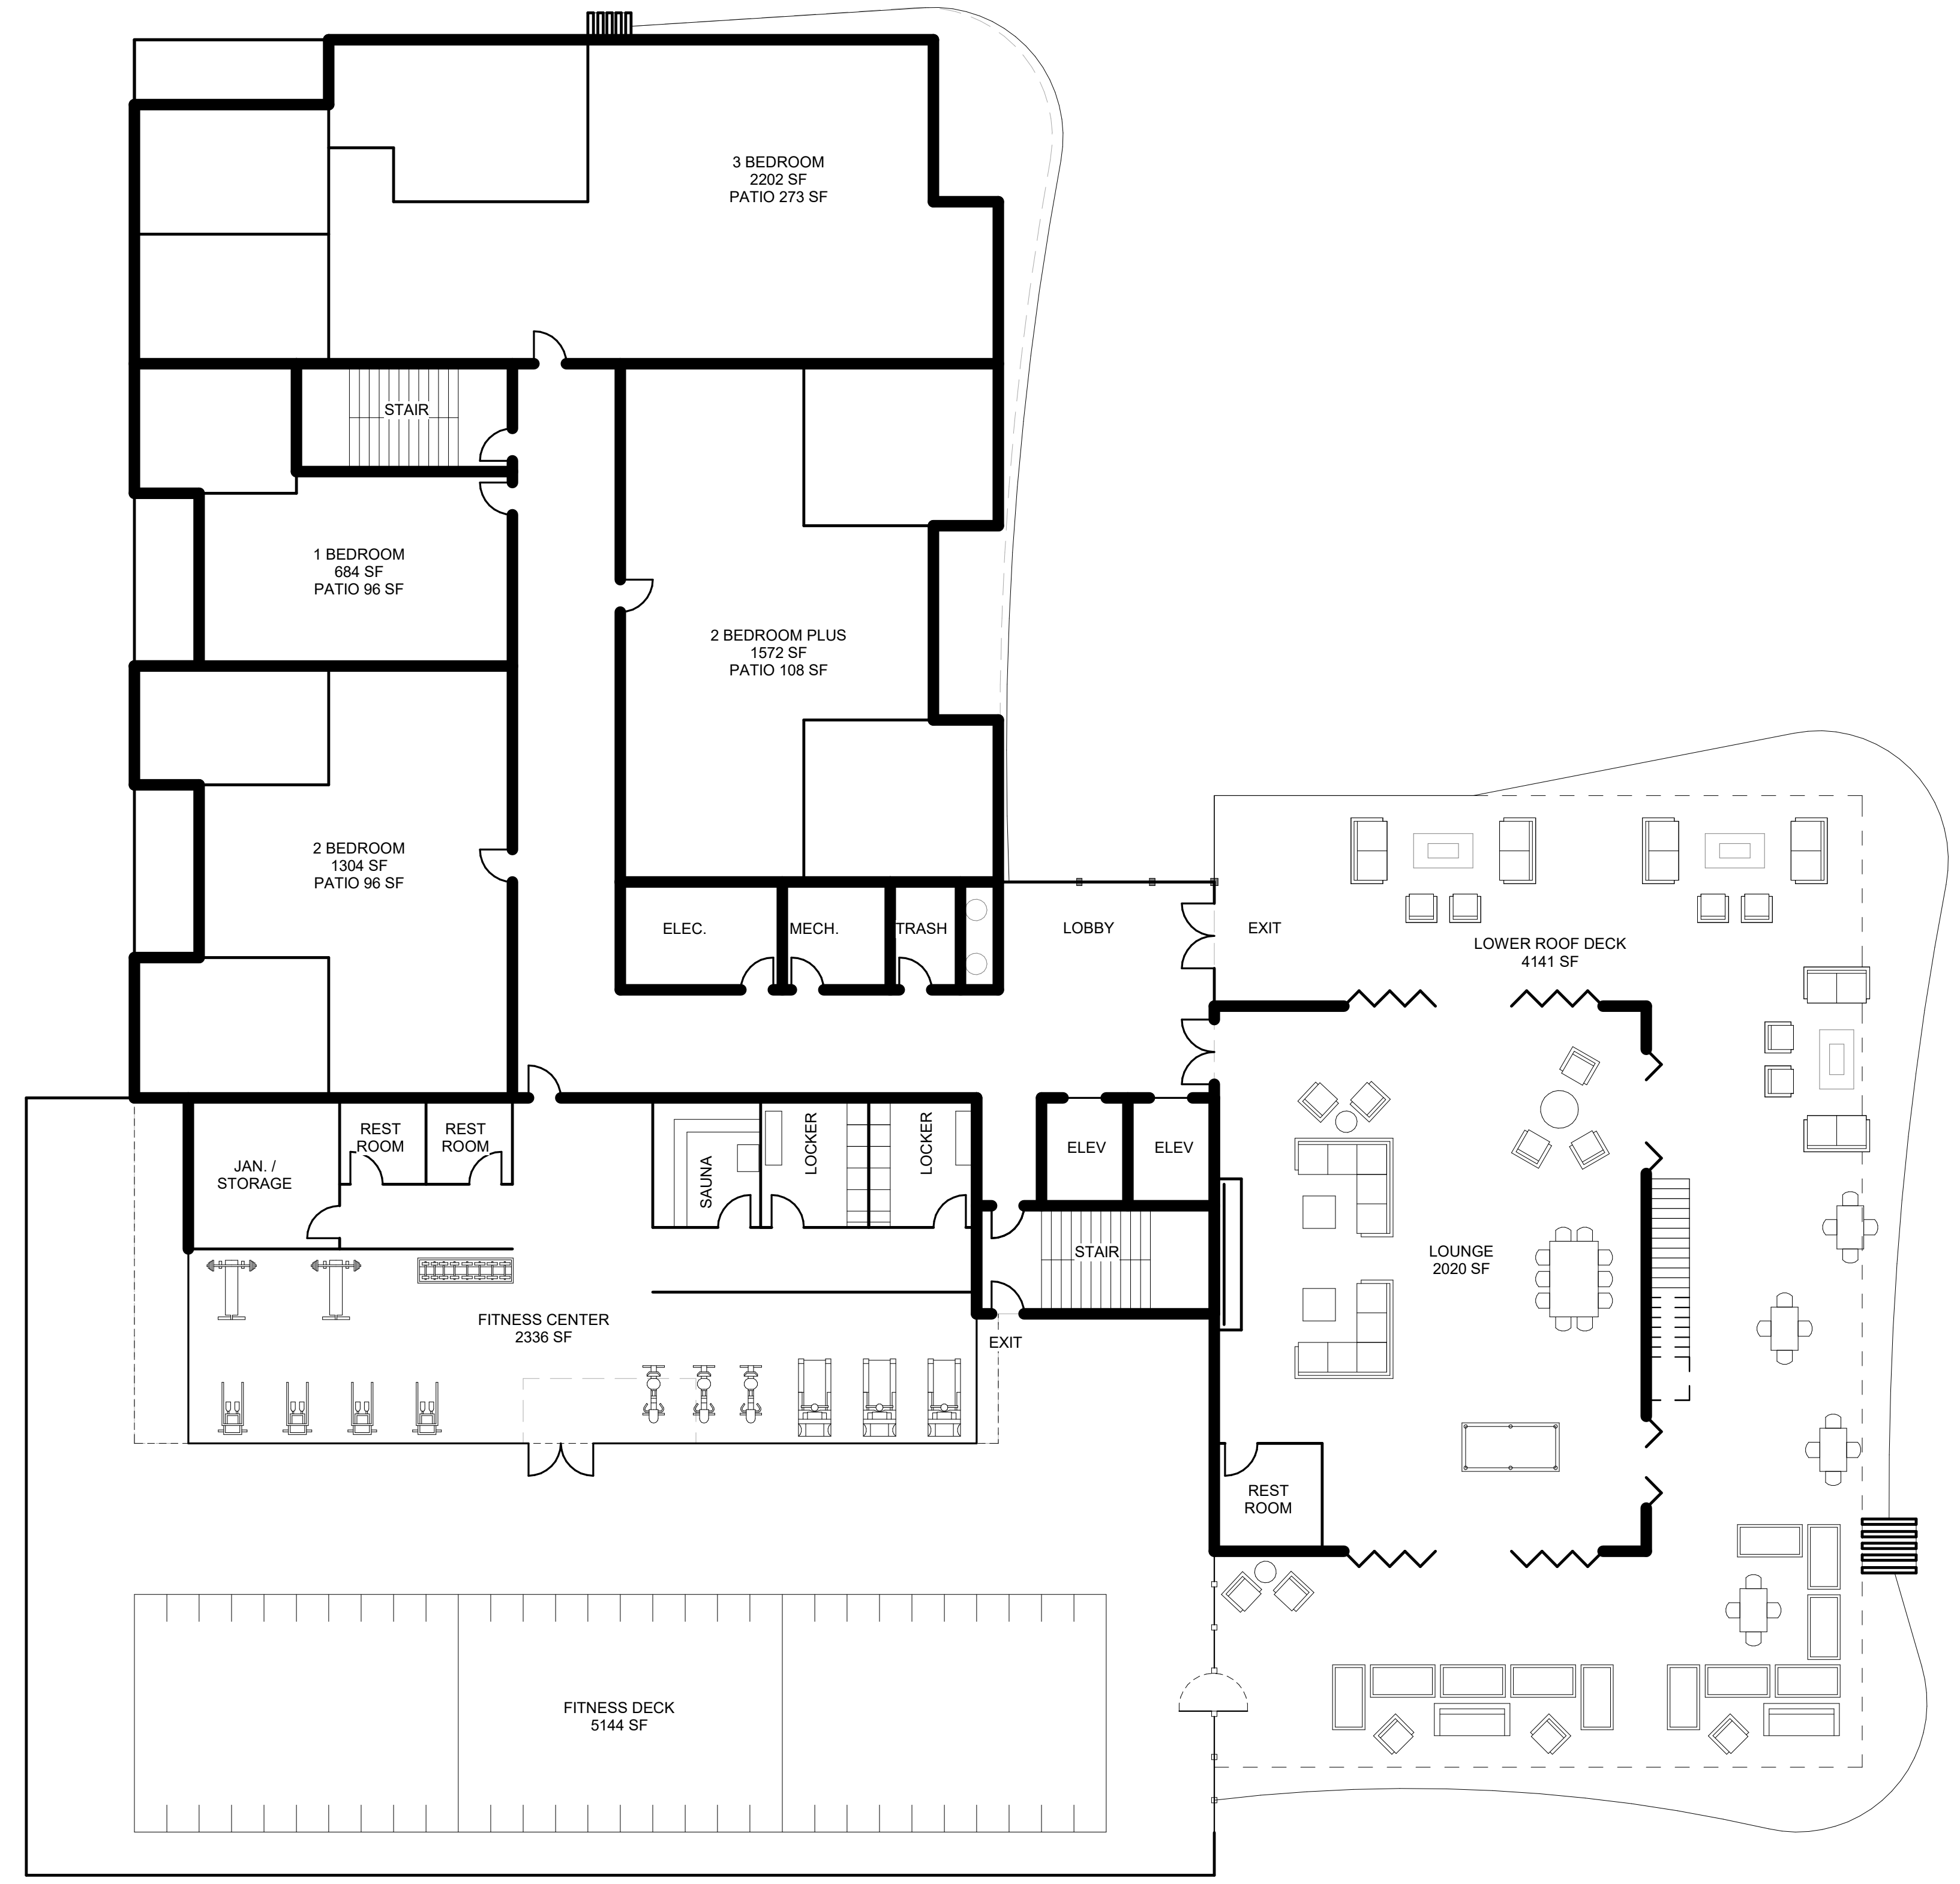 3 BEDROOM
2202 SF
PATIO 273 SF
STAIR
1 BEDROOM
684 SF
PATIO 96 SF
2 BEDROOM PLUS
1572 SF
PATIO 108 SF
2 BEDROOM
1304 SF
PATIO 96 SF
ELEC.
MECH.
TRASH
LOBBY
EXIT
LOWER ROOF DECK
4141 SF
JAN. /
STORAGE
REST
ROOM
REST
ROOM
SAUNA
LOCKER
LOCKER
ELEV
ELEV
STAIR
LOUNGE
2020 SF
FITNESS CENTER
2336 SF
EXIT
REST
ROOM
FITNESS DECK
5144 SF